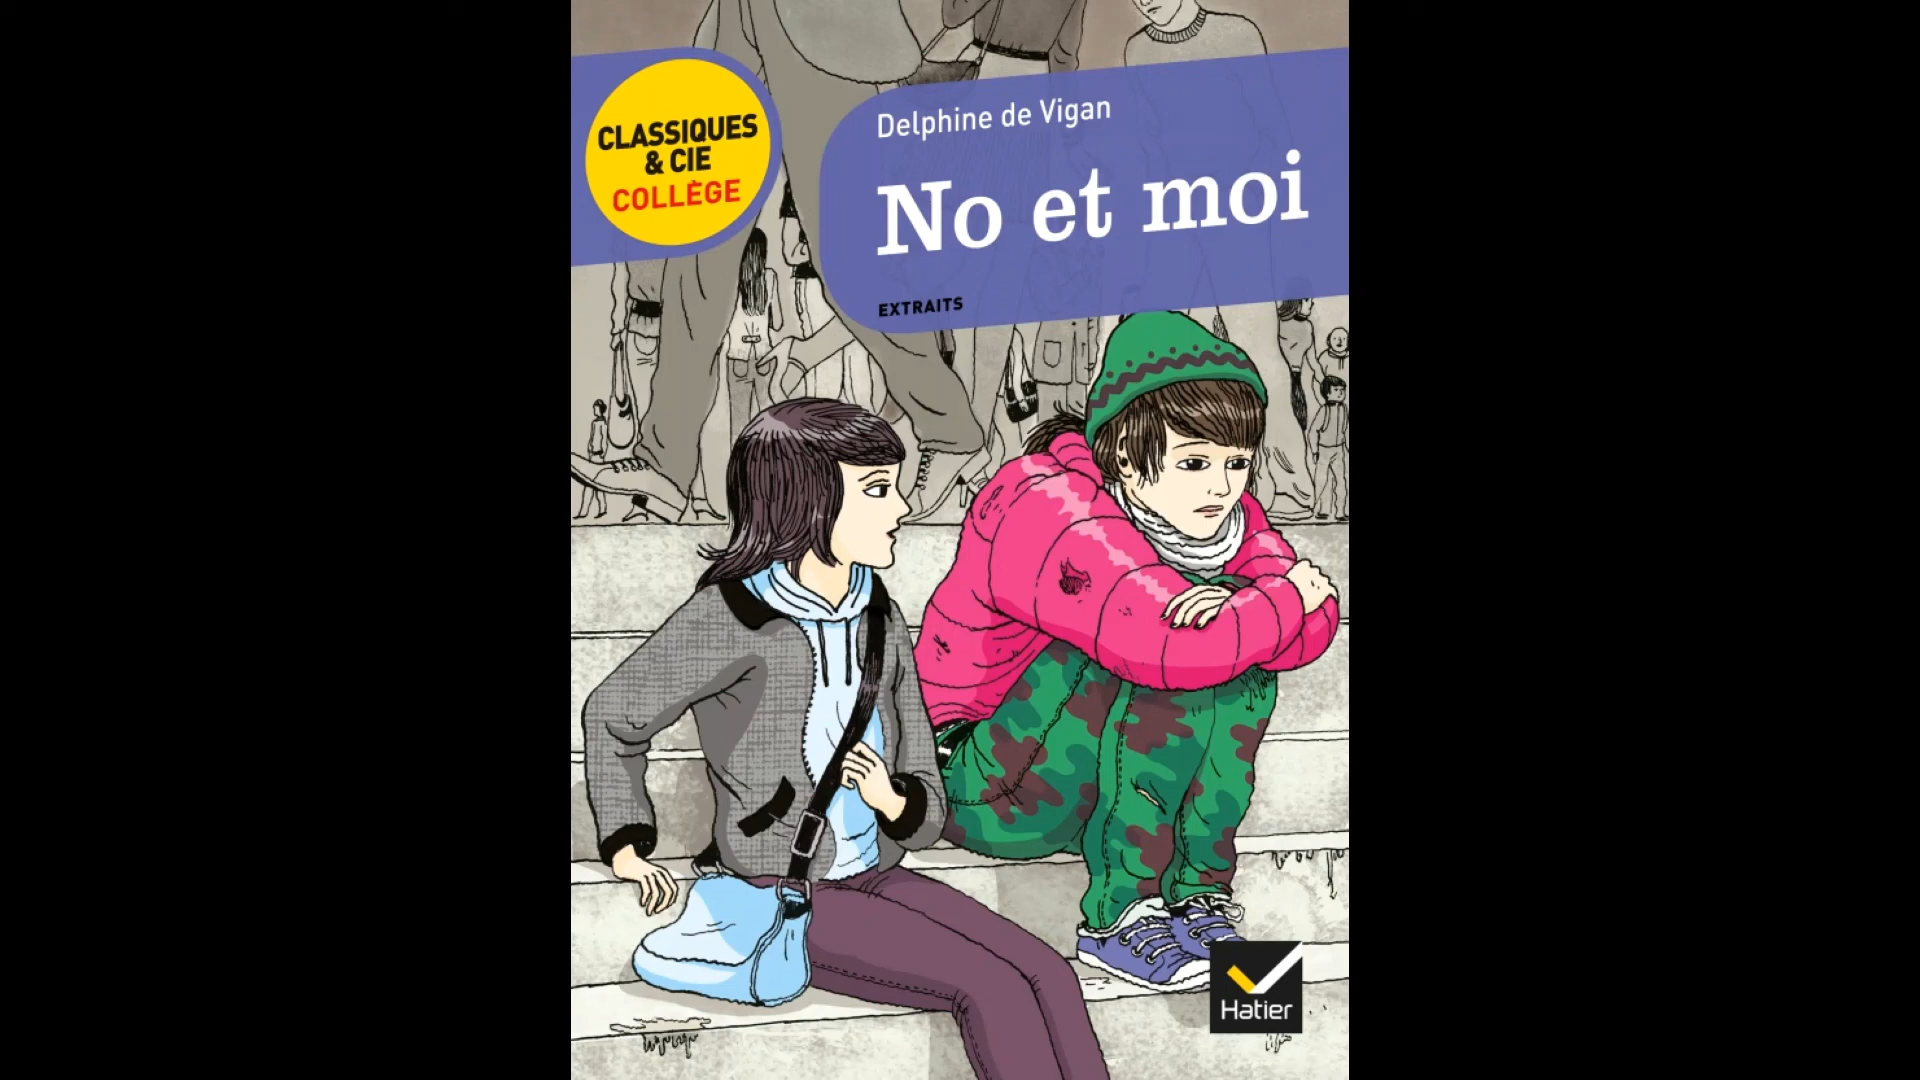 CLASSIQUES
& CIE
COLLÈGE
Delphine de Vigan
No et moi
EXTRAITS
Hatier